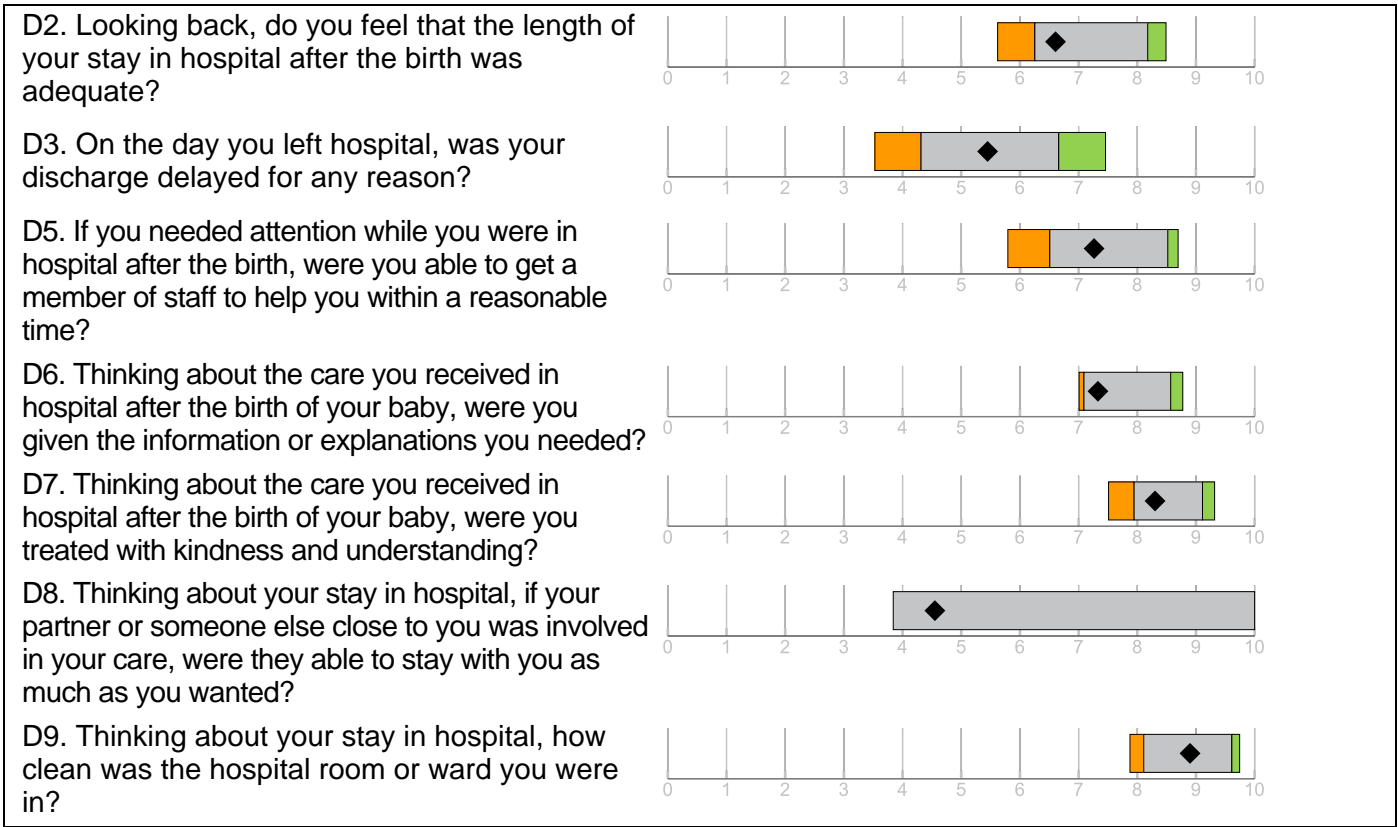 D2. Looking back, do you feel that the length of
your stay in hospital after the birth was
adequate?
0 1 2 3 4 5 6 7 8 9 10
D3. On the day you left hospital, was your
discharge delayed for any reason?
0 1 2 3 4 5 6 7 8 9 10
D5. If you needed attention while you were in
hospital after the birth, were you able to get a
member of staff to help you within a reasonable
time?
0 1 2 3 4 5 6 7 8 9 10
D6. Thinking about the care you received in
hospital after the birth of your baby, were you
given the information or explanations you needed?
0 1 2 3 4 5 6 7 8 9 10
D7. Thinking about the care you received in
hospital after the birth of your baby, were you
treated with kindness and understanding?
0 1 2 3 4 5 6 7 8 9 10
D8. Thinking about your stay in hospital, if your
partner or someone else close to you was involved
in your care, were they able to stay with you as
much as you wanted?
0 1 2 3 4 5 6 7 8 9 10
D9. Thinking about your stay in hospital, how
clean was the hospital room or ward you were
in?
0 1 2 3 4 5 6 7 8 9 10